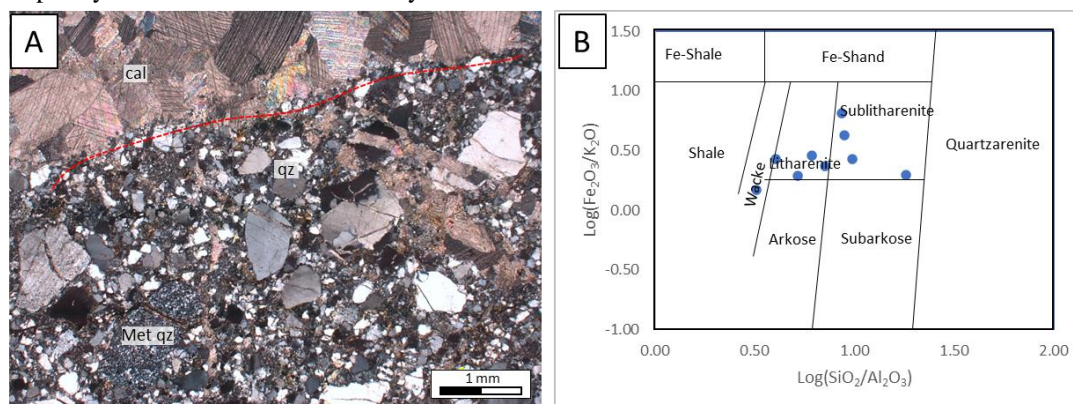 A
cal
qz
Met qz
1 mm
B
1.50
1.00
0.50
0.00
-0.50
-1.00
Log(Fe₂O₃/K₂O)
Fe-Shale
Fe-Shand
Sublitharenite
Shale
Quartzarenite
Wacke
Litharenite
Arkose
Subarkose
0.00 0.50 1.00 1.50 2.00
Log(SiO₂/Al₂O₃)